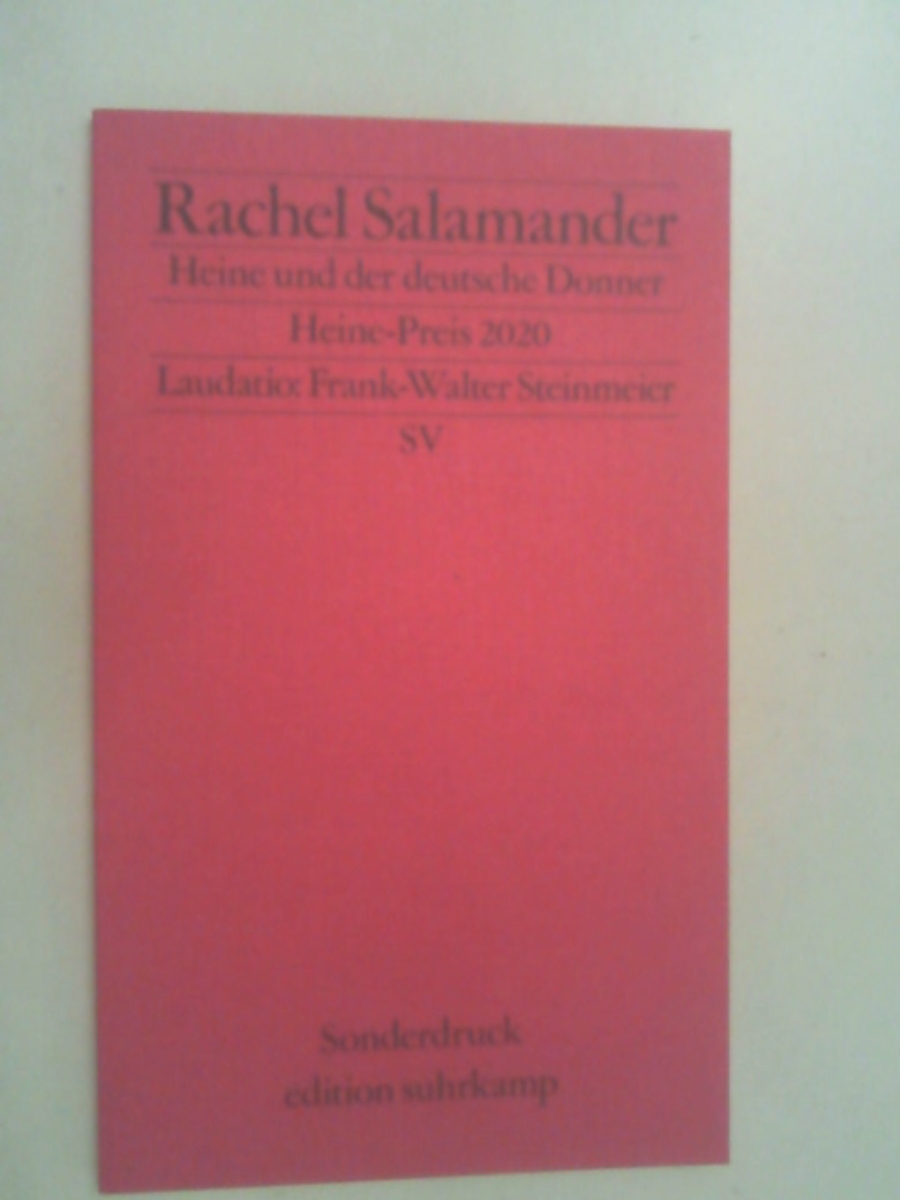 Rachel Salamander
Heine und der deutsche Donner
Heine-Preis 2020
Laudatio: Frank-Walter Steinmeier
SV
Sonderdruck
edition suhrkamp